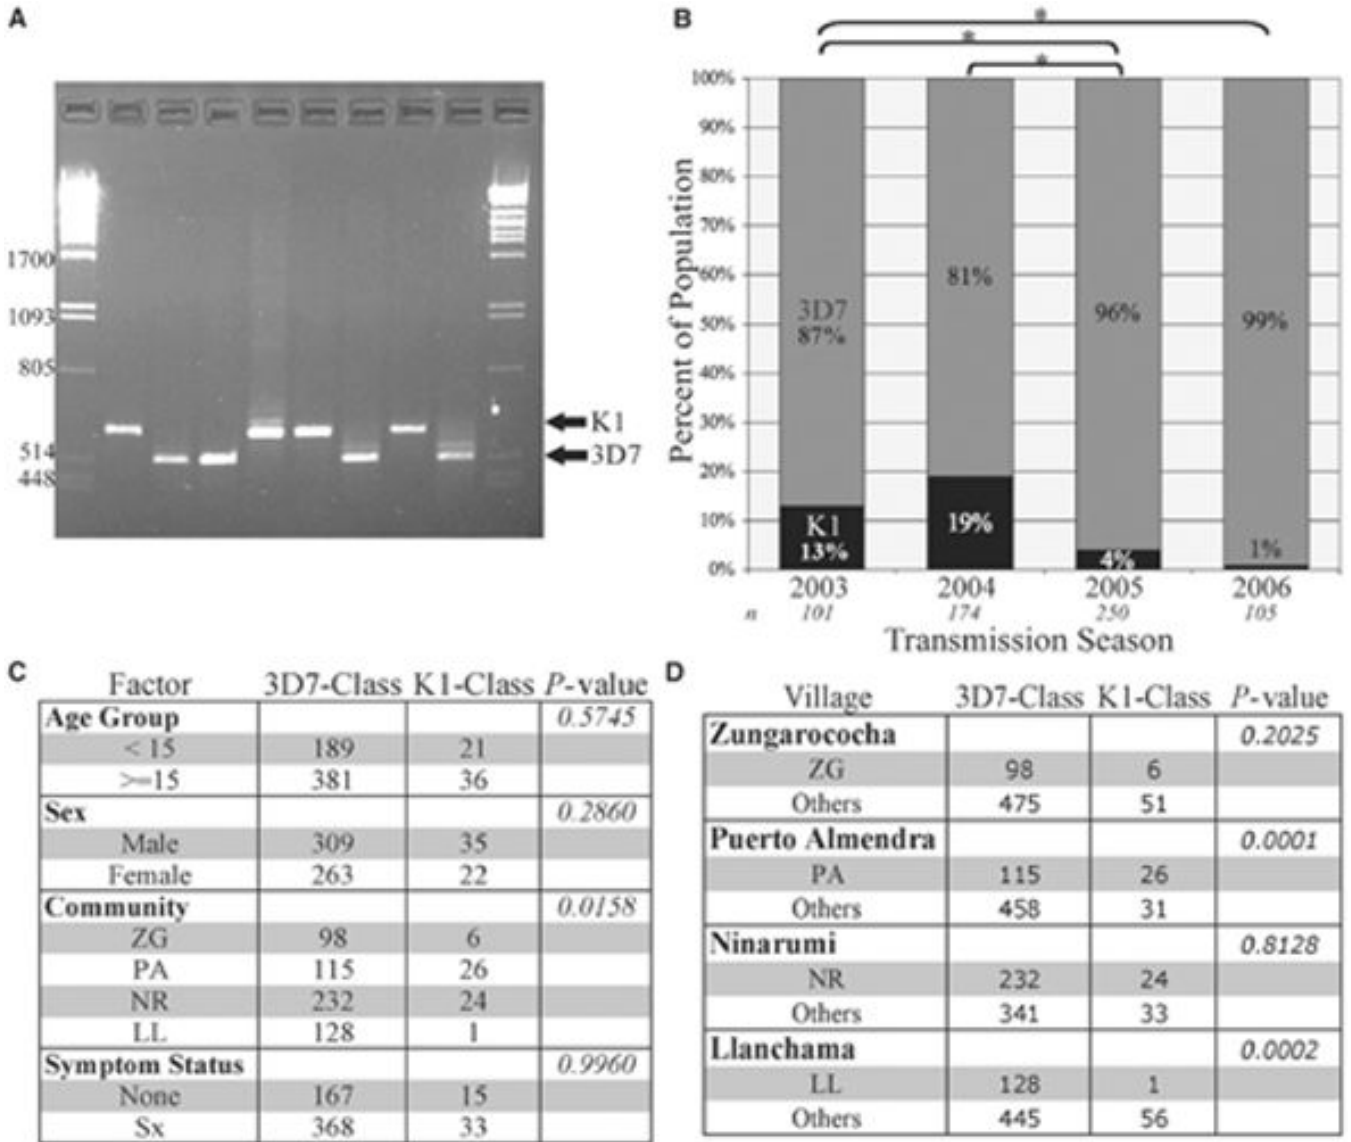 A
1700
1093
805
514
448
K1
3D7
B
* 
*
*
Percent of Population
100%
90%
80%
70%
60%
50%
40%
30%
20%
10%
0%
3D7
87%
81%
96%
99%
K1
13%
19%
4%
1%
2003 2004 2005 2006
n 101 174 250 105
Transmission Season
C
Factor 3D7-Class K1-Class P-value
Age Group 0.5745
< 15 189 21
>=15 381 36
Sex 0.2860
Male 309 35
Female 263 22
Community 0.0158
ZG 98 6
PA 115 26
NR 232 24
LL 128 1
Symptom Status 0.9960
None 167 15
Sx 368 33
D
Village 3D7-Class K1-Class P-value
Zungarococha 0.2025
ZG 98 6
Others 475 51
Puerto Almendra 0.0001
PA 115 26
Others 458 31
Ninarumi 0.8128
NR 232 24
Others 341 33
Llanchama 0.0002
LL 128 1
Others 445 56